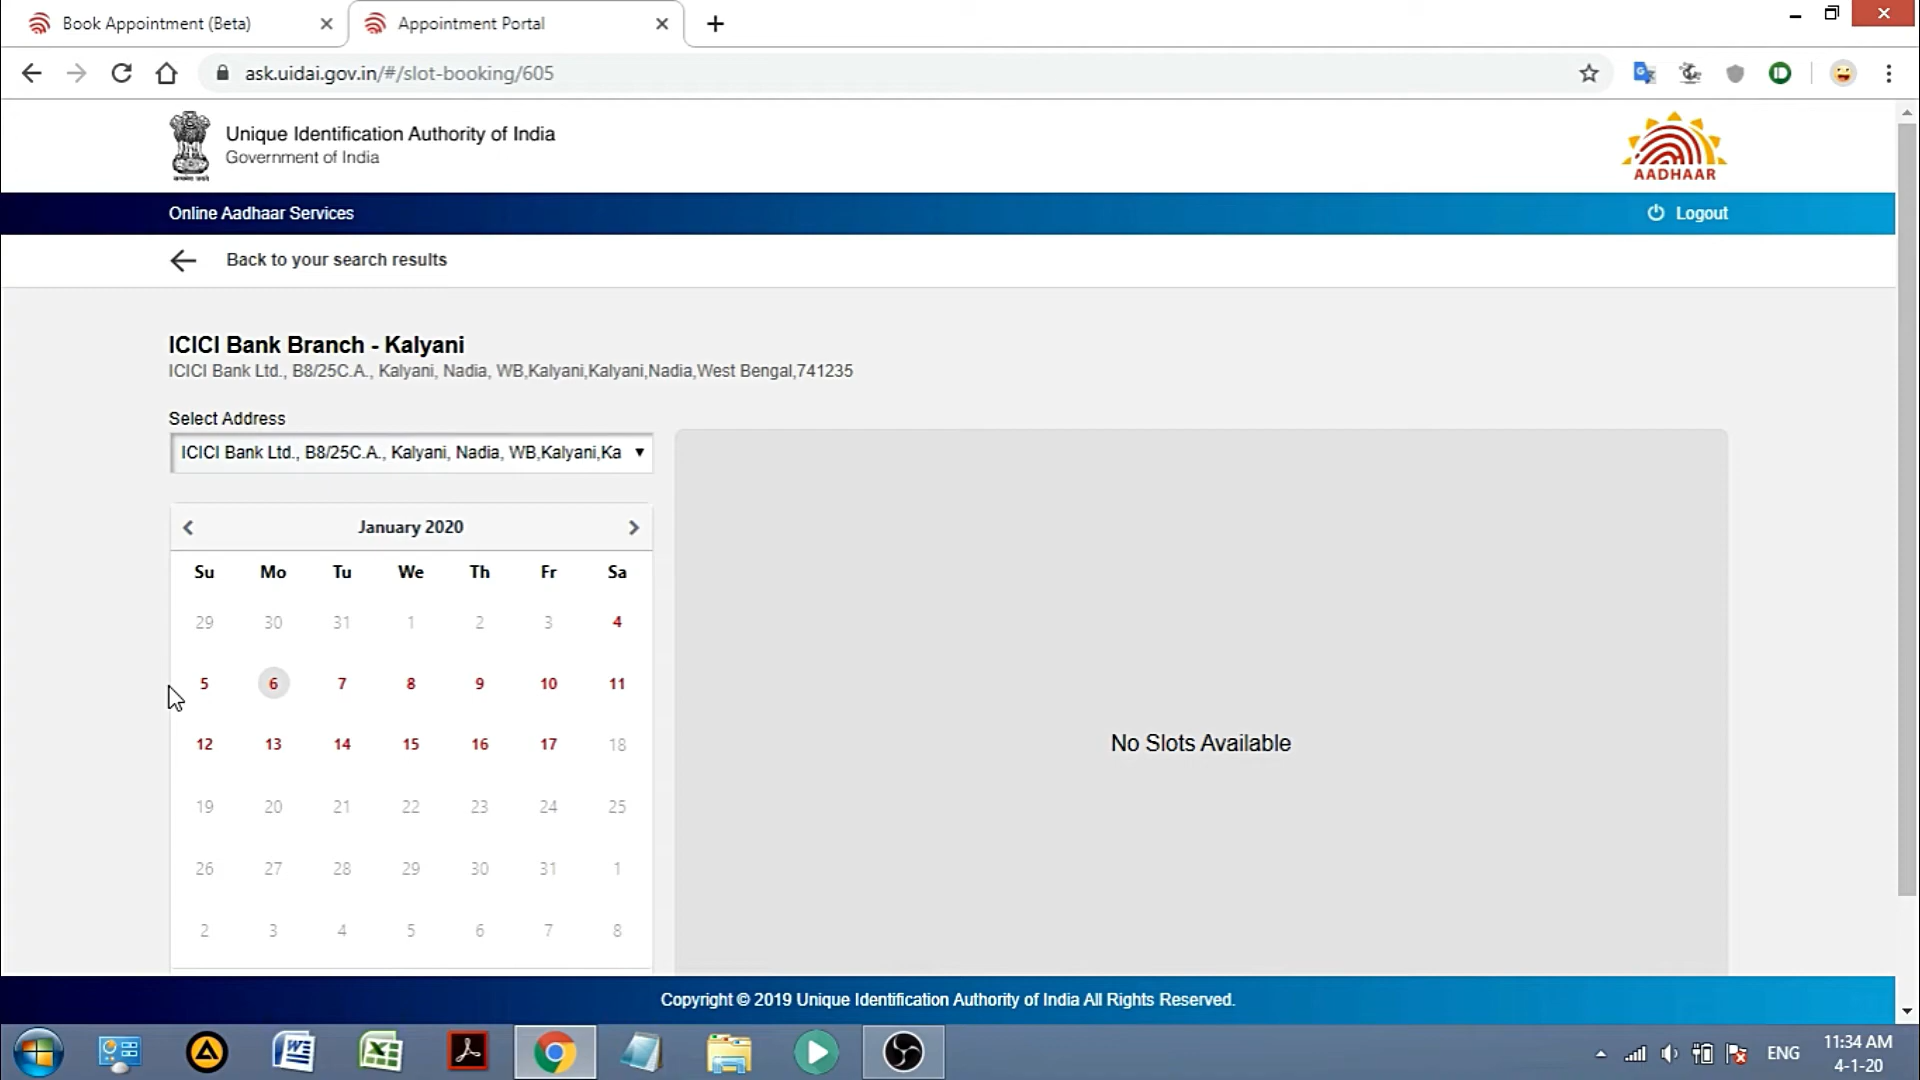 Book Appointment (Beta)
Appointment Portal
ask.uidai.gov.in/#/slot-booking/605
Unique Identification Authority of India
Government of India
AADHAAR
Online Aadhaar Services
Logout
Back to your search results
ICICI Bank Branch - Kalyani
ICICI Bank Ltd., B8/25C.A., Kalyani, Nadia, WB,Kalyani,Kalyani,Nadia,West Bengal,741235
Select Address
ICICI Bank Ltd., B8/25C.A., Kalyani, Nadia, WB,Kalyani,Ka
January 2020
Su Mo Tu We Th Fr Sa
29 30 31 1 2 3 4
5 6 7 8 9 10 11
12 13 14 15 16 17 18
19 20 21 22 23 24 25
26 27 28 29 30 31 1
2 3 4 5 6 7 8
No Slots Available
Copyright © 2019 Unique Identification Authority of India All Rights Reserved.
ENG
11:34 AM
4-1-20